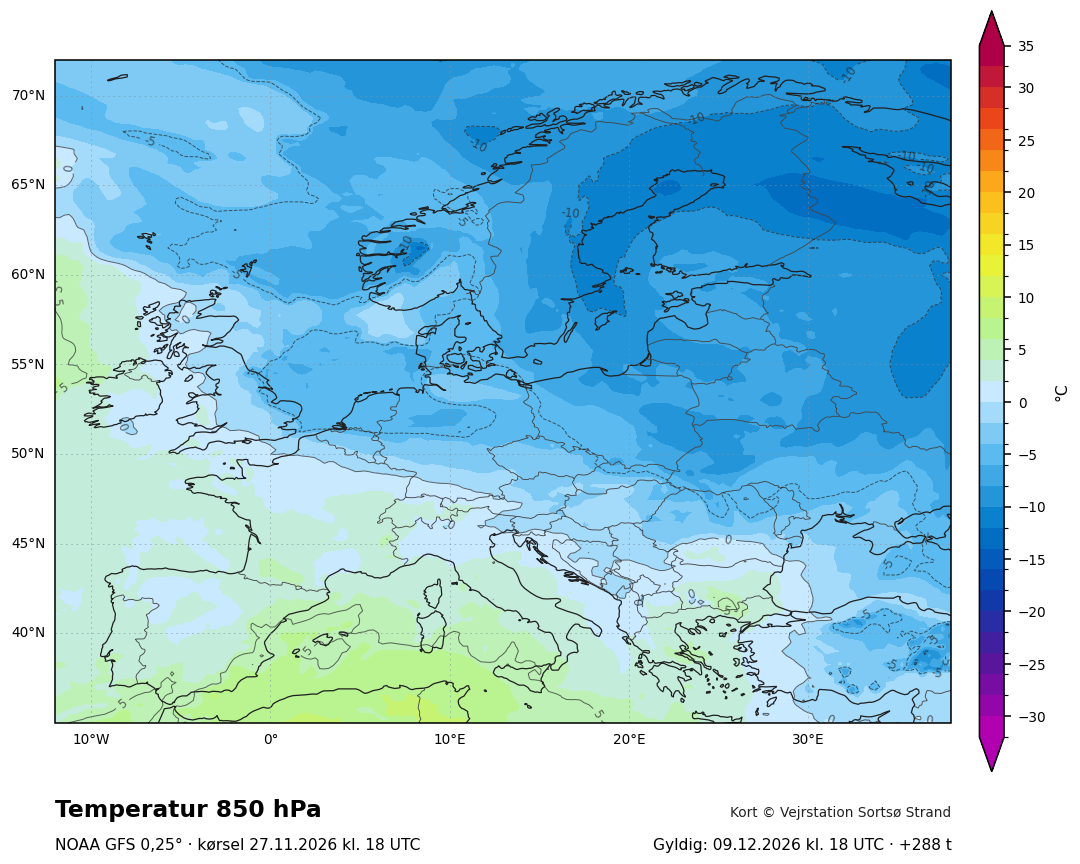 70°N
65°N
60°N
55°N
50°N
45°N
40°N
10°W
0°
10°E
20°E
30°E
35
30
25
20
15
10
5
0
−5
−10
−15
−20
−25
−30
°C
Temperatur 850 hPa
Kort © Vejrstation Sortsø Strand
NOAA GFS 0,25° · kørsel 27.11.2026 kl. 18 UTC
Gyldig: 09.12.2026 kl. 18 UTC · +288 t